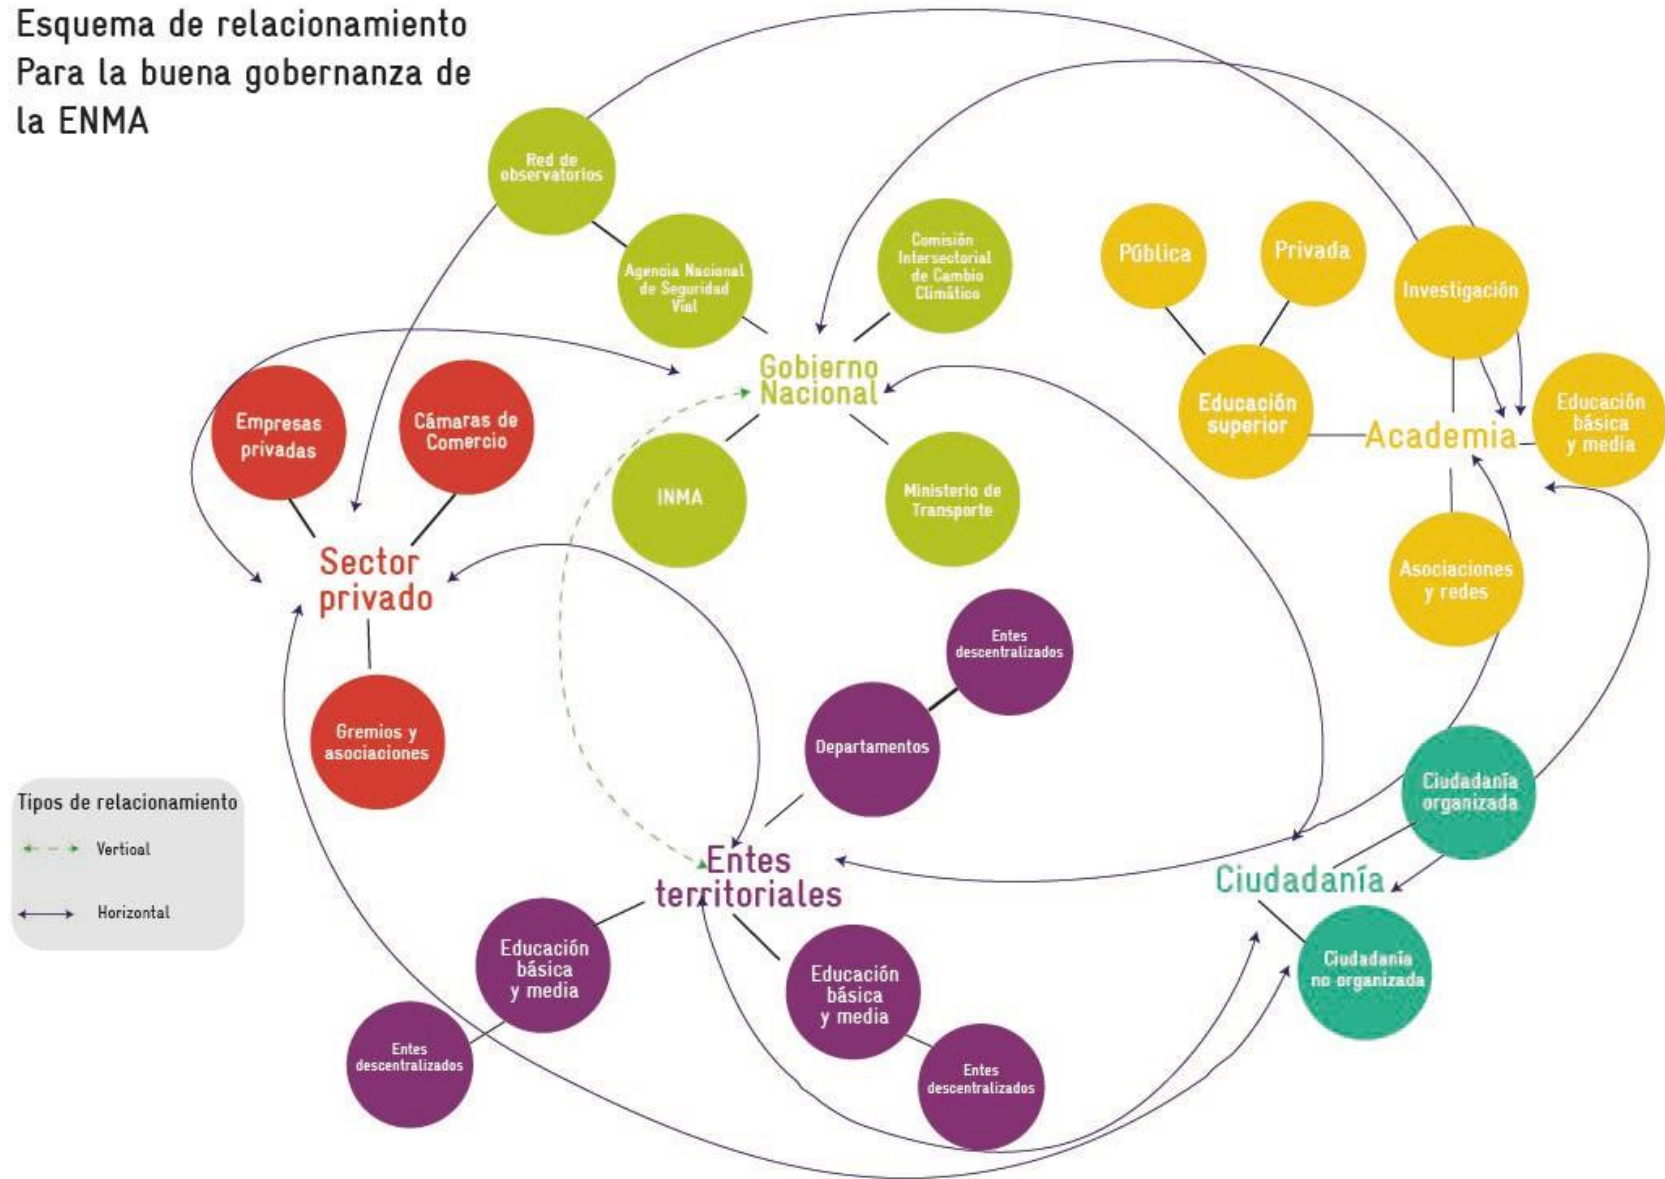 Esquema de relacionamiento
Para la buena gobernanza de
la ENMA
Red de
observatorios
Agencia Nacional
de Seguridad
Vial
Comisión
Intersectorial
de Cambio
Climático
Gobierno
Nacional
INMA
Ministerio de
Transporte
Pública
Privada
Investigación
Educación
superior
Academia
Educación
básica
y media
Asociaciones
y redes
Empresas
privadas
Cámaras de
Comercio
Sector
privado
Gremios y
asociaciones
Entes
descentralizados
Departamentos
Entes
territoriales
Educación
básica
y media
Entes
descentralizados
Educación
básica
y media
Entes
descentralizados
Ciudadanía
organizada
Ciudadanía
Ciudadanía
no organizada
Tipos de relacionamiento
Vertical
Horizontal